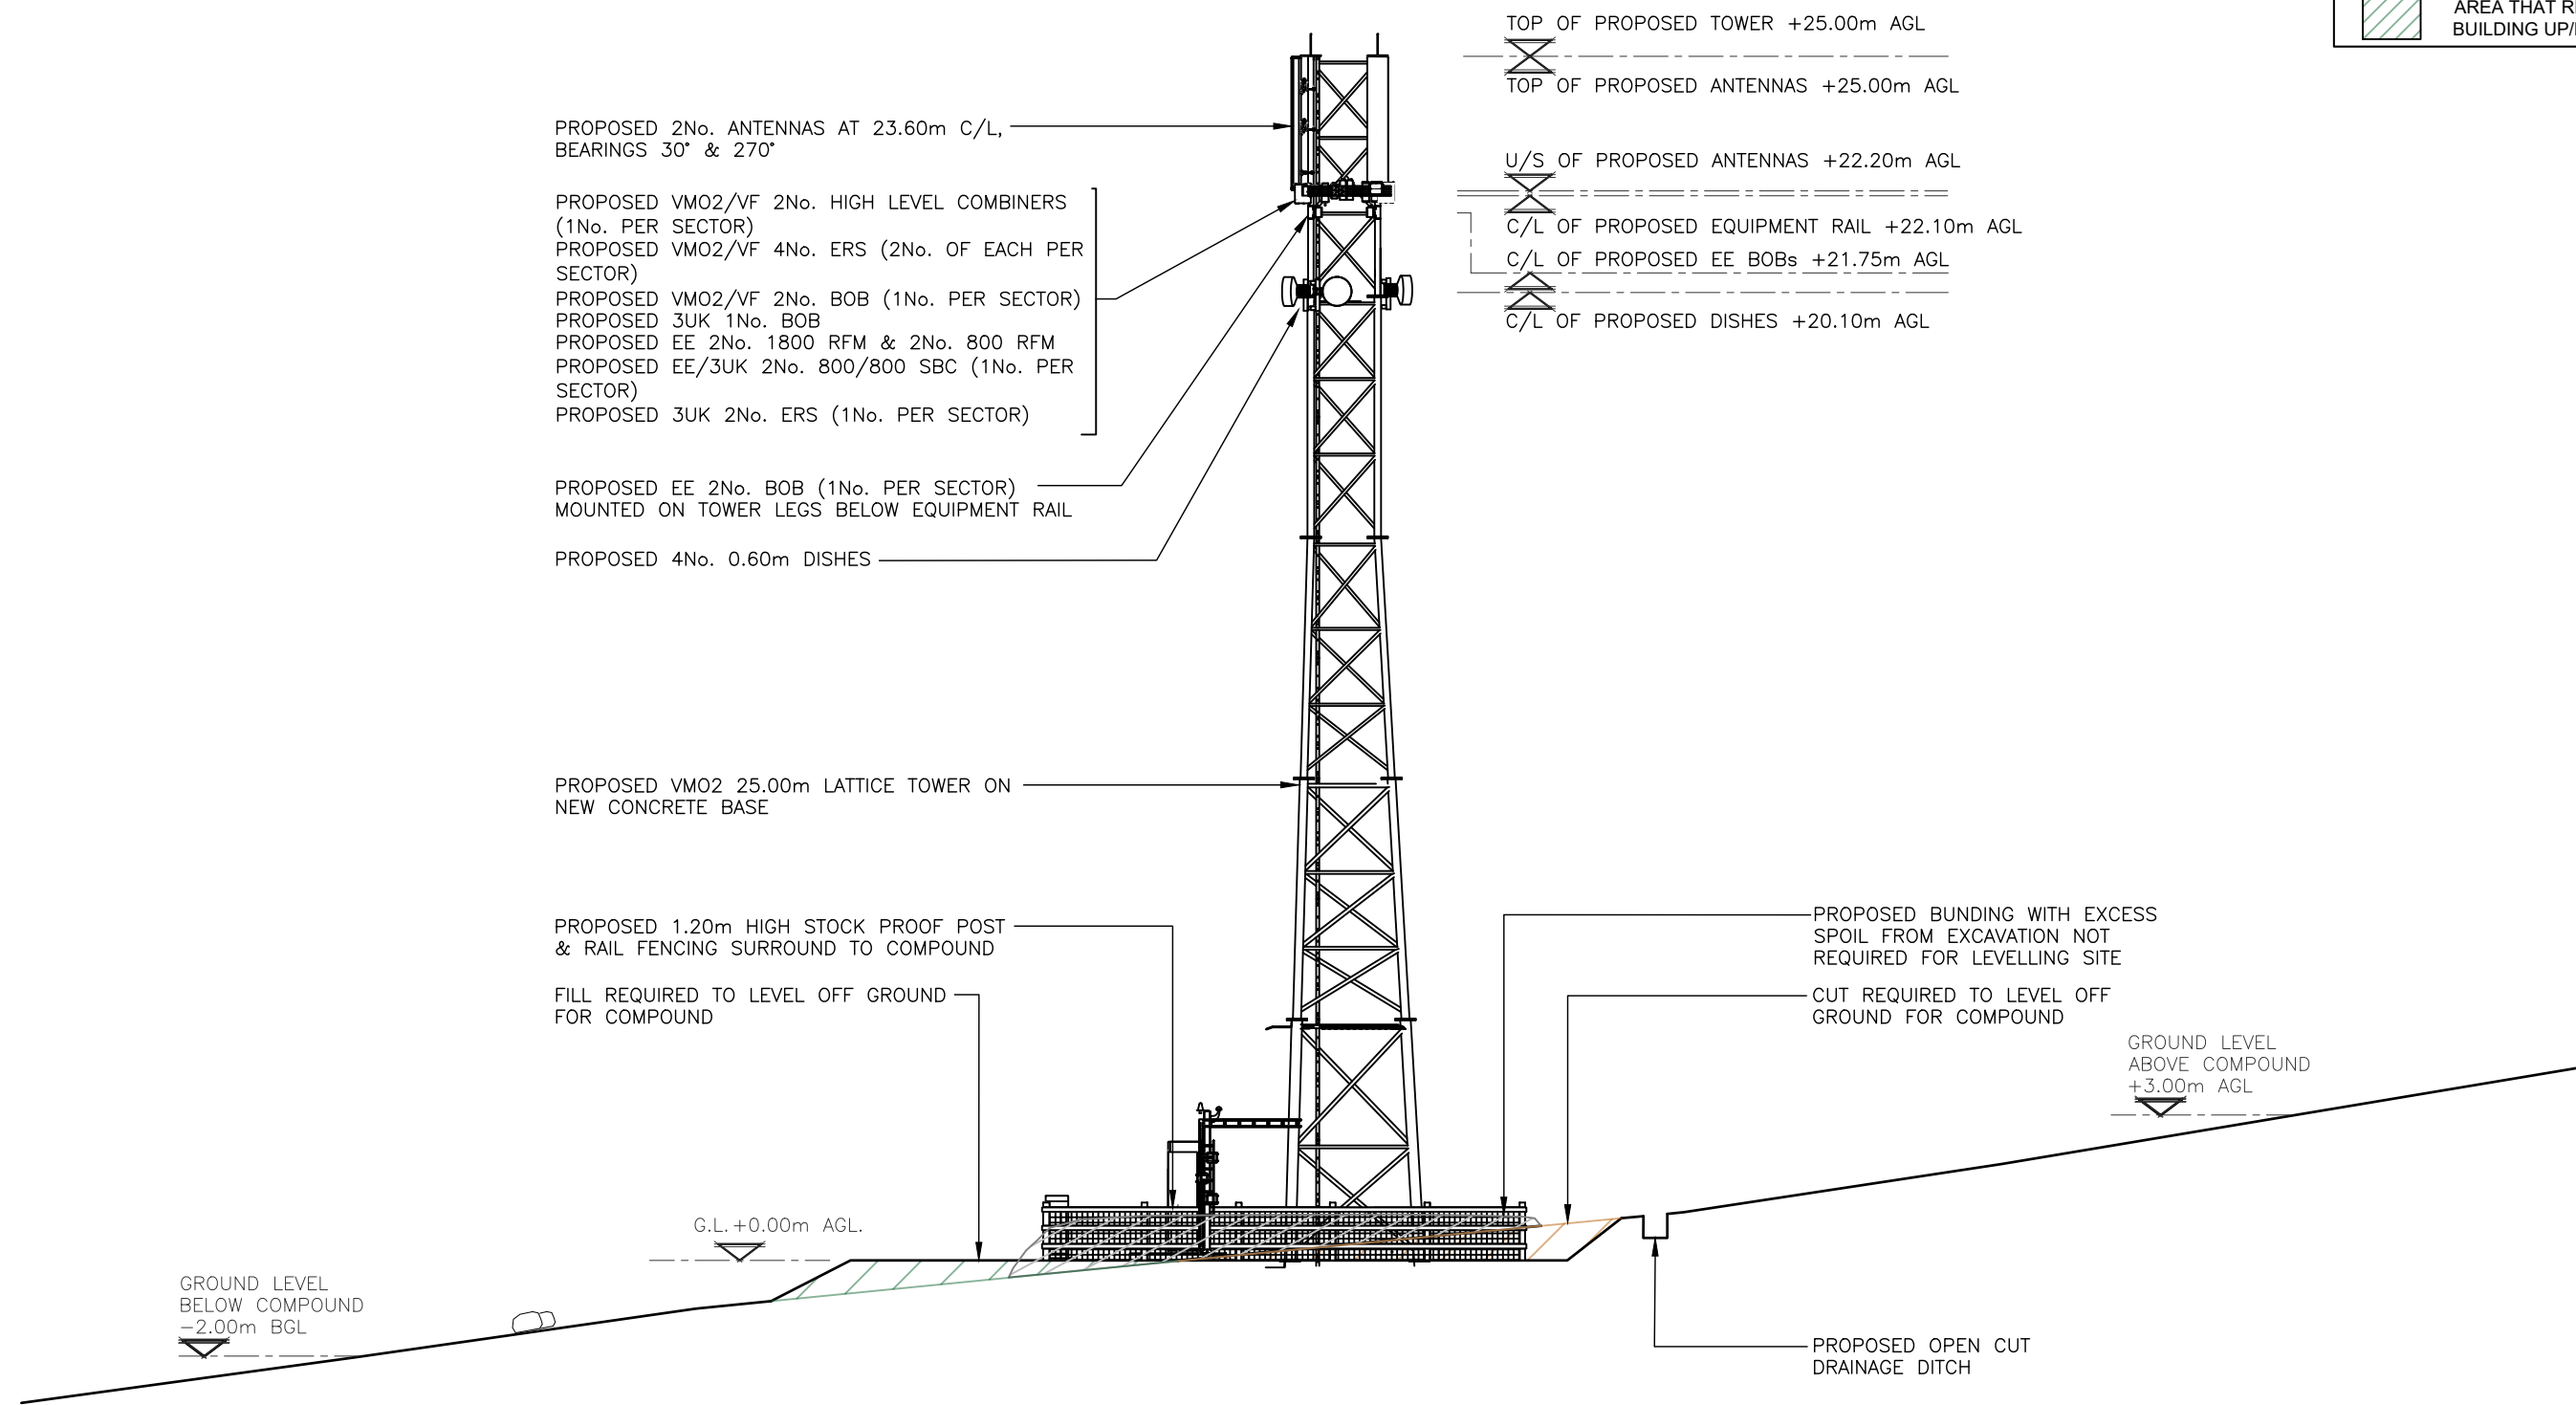 AREA THAT
BUILDING UP/
TOP OF PROPOSED TOWER +25.00m AGL
TOP OF PROPOSED ANTENNAS +25.00m AGL
PROPOSED 2No. ANTENNAS AT 23.60m C/L,
BEARINGS 30° & 270°
U/S OF PROPOSED ANTENNAS +22.20m AGL
C/L OF PROPOSED EQUIPMENT RAIL +22.10m AGL
C/L OF PROPOSED EE BOBs +21.75m AGL
C/L OF PROPOSED DISHES +20.10m AGL
PROPOSED VMO2/VF 2No. HIGH LEVEL COMBINERS
(1No. PER SECTOR)
PROPOSED VMO2/VF 4No. ERS (2No. OF EACH PER
SECTOR)
PROPOSED VMO2/VF 2No. BOB (1No. PER SECTOR)
PROPOSED 3UK 1No. BOB
PROPOSED EE 2No. 1800 RFM & 2No. 800 RFM
PROPOSED EE/3UK 2No. 800/800 SBC (1No. PER
SECTOR)
PROPOSED 3UK 2No. ERS (1No. PER SECTOR)
PROPOSED EE 2No. BOB (1No. PER SECTOR)
MOUNTED ON TOWER LEGS BELOW EQUIPMENT RAIL
PROPOSED 4No. 0.60m DISHES
PROPOSED VMO2 25.00m LATTICE TOWER ON
NEW CONCRETE BASE
PROPOSED 1.20m HIGH STOCK PROOF POST
& RAIL FENCING SURROUND TO COMPOUND
FILL REQUIRED TO LEVEL OFF GROUND
FOR COMPOUND
PROPOSED BUNDING WITH EXCESS
SPOIL FROM EXCAVATION NOT
REQUIRED FOR LEVELLING SITE
CUT REQUIRED TO LEVEL OFF
GROUND FOR COMPOUND
GROUND LEVEL
ABOVE COMPOUND
+3.00m AGL
G.L.+0.00m AGL.
GROUND LEVEL
BELOW COMPOUND
-2.00m BGL
PROPOSED OPEN CUT
DRAINAGE DITCH